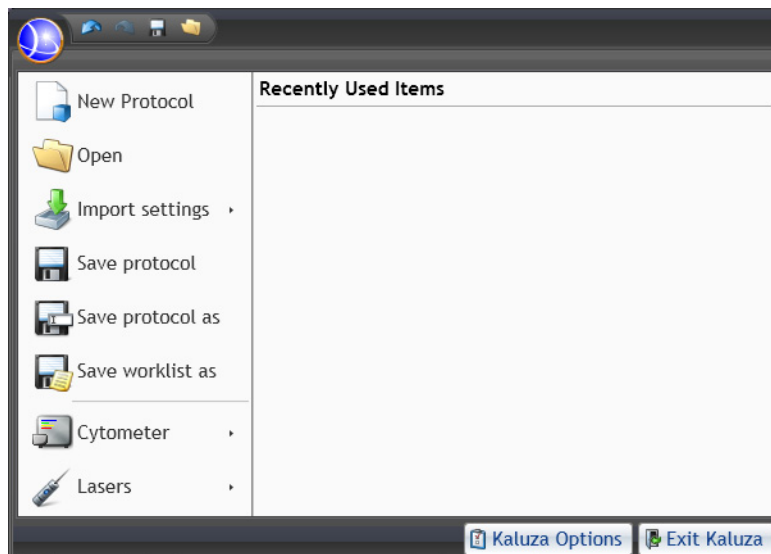 New Protocol
Open
Import settings
Save protocol
Save protocol as
Save worklist as
Cytometer
Lasers
Recently Used Items
Kaluza Options
Exit Kaluza